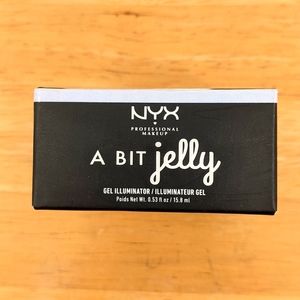 NYX
PROFESSIONAL
MAKEUP
A BIT jelly
GEL ILLUMINATOR / ILLUMINATEUR GEL
Poids Net Wt. 0.53 fl oz / 15.8 ml